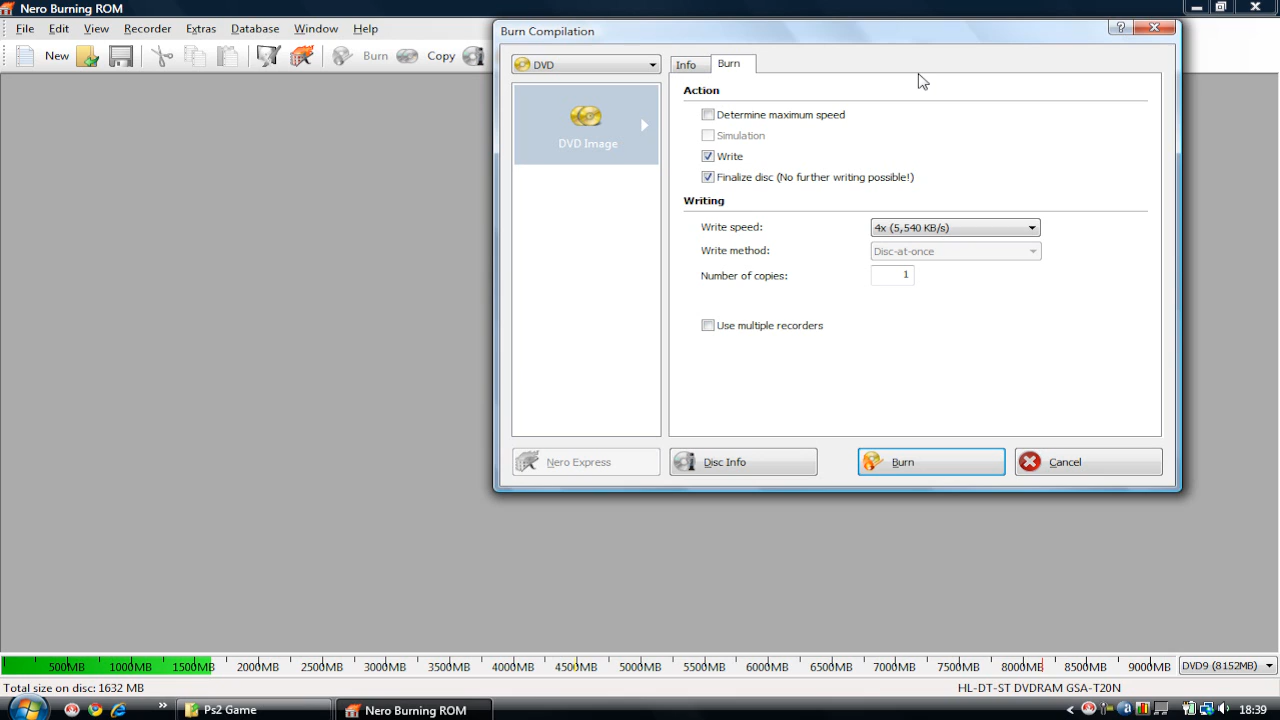 Nero Burning ROM
File Edit View Recorder Extras Database Window Help
New Burn Copy
Burn Compilation
DVD
Info Burn
DVD Image
Action
Determine maximum speed
Simulation
Write
Finalize disc (No further writing possible!)
Writing
Write speed: 4x (5,540 KB/s)
Write method: Disc-at-once
Number of copies: 1
Use multiple recorders
Nero Express Disc Info Burn Cancel
500MB 1000MB 1500MB 2000MB 2500MB 3000MB 3500MB 4000MB 4500MB 5000MB 5500MB 6000MB 6500MB 7000MB 7500MB 8000MB 8500MB 9000MB DVD9 (8152MB)
Total size on disc: 1632 MB HL-DT-ST DVDRAM GSA-T20N
Ps2 Game Nero Burning ROM 18:39